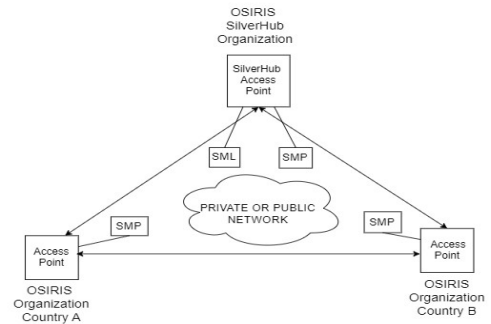 OSIRIS
SilverHub
Organization
SilverHub
Access
Point
SML
SMP
PRIVATE OR PUBLIC
NETWORK
SMP
SMP
Access
Point
Access
Point
OSIRIS
Organization
Country A
OSIRIS
Organization
Country B